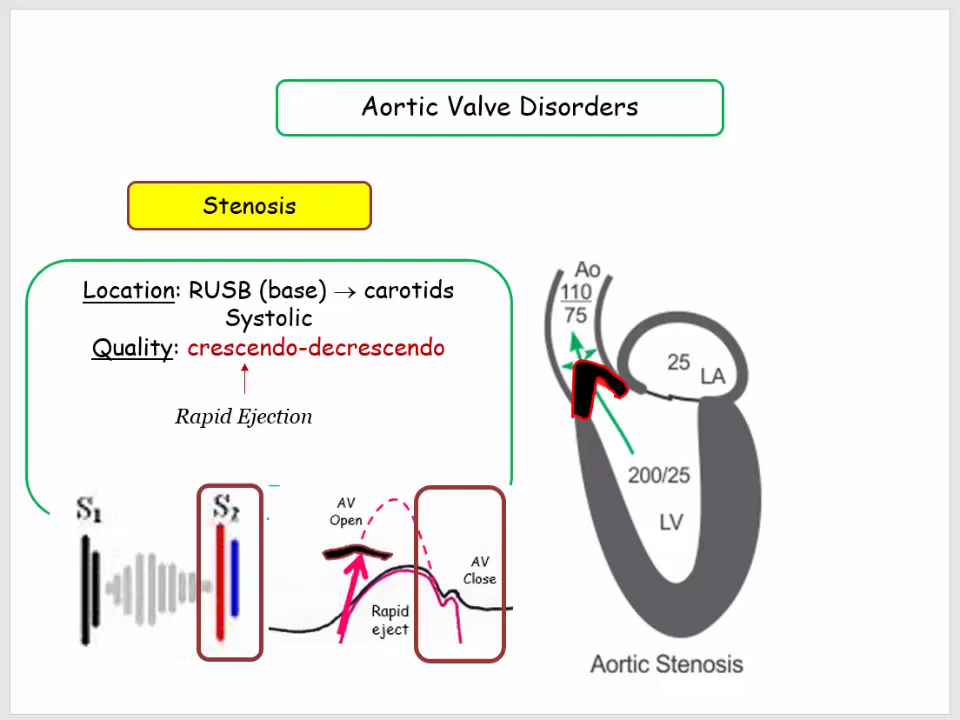 Aortic Valve Disorders
Stenosis
Location: RUSB (base) → carotids
Systolic
Quality: crescendo-decrescendo
Rapid Ejection
S₁
S₂
AV
Open
AV
Close
Rapid
eject
Ao
110
75
25
LA
200/25
LV
Aortic Stenosis